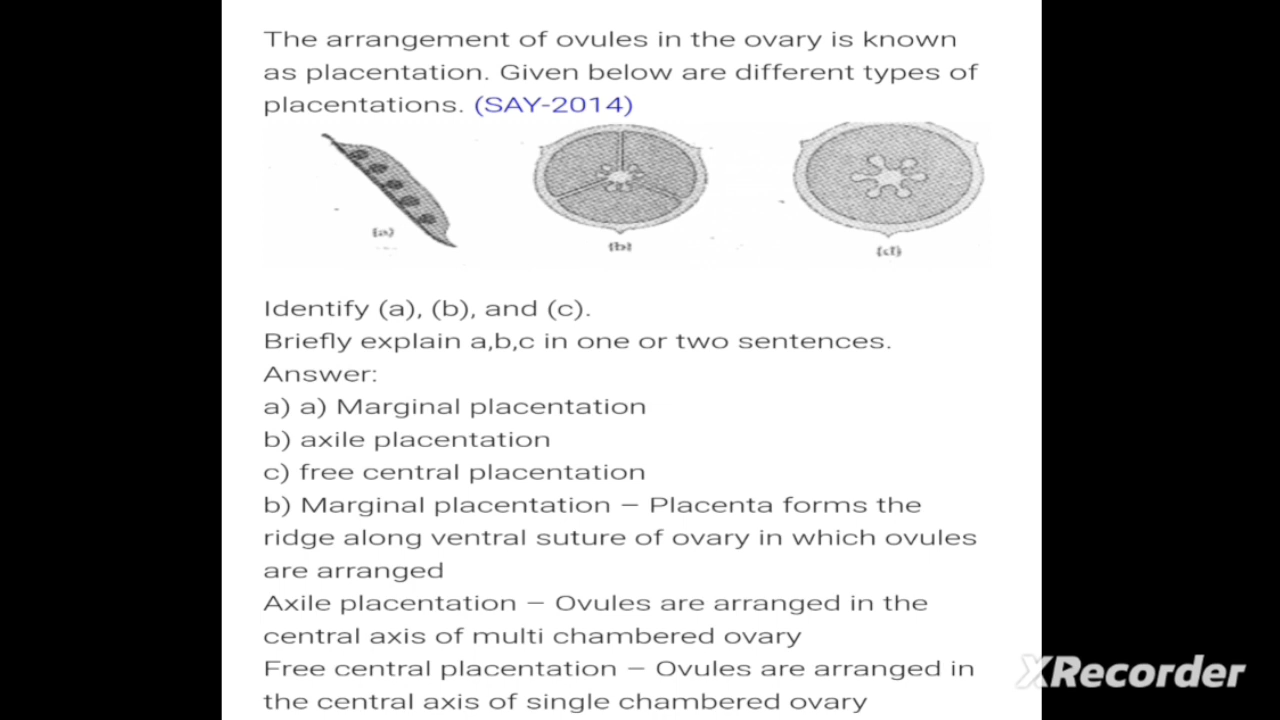 The arrangement of ovules in the ovary is known
as placentation. Given below are different types of
placentations. (SAY-2014)
(a)
(b)
(d)
Identify (a), (b), and (c).
Briefly explain a,b,c in one or two sentences.
Answer:
a) a) Marginal placentation
b) axile placentation
c) free central placentation
b) Marginal placentation – Placenta forms the
ridge along ventral suture of ovary in which ovules
are arranged
Axile placentation – Ovules are arranged in the
central axis of multi chambered ovary
Free central placentation – Ovules are arranged in
the central axis of single chambered ovary
XRecorder